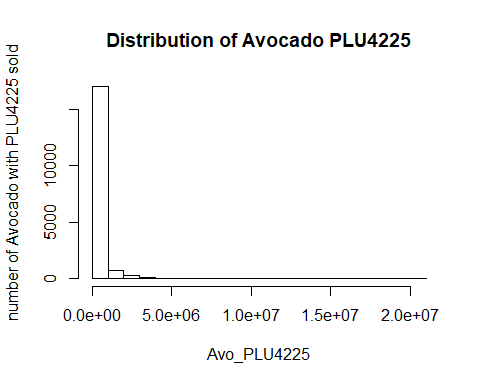 Distribution of Avocado PLU4225
number of Avocado with PLU4225 sold
10000
5000
0
0.0e+00 5.0e+06 1.0e+07 1.5e+07 2.0e+07
Avo_PLU4225